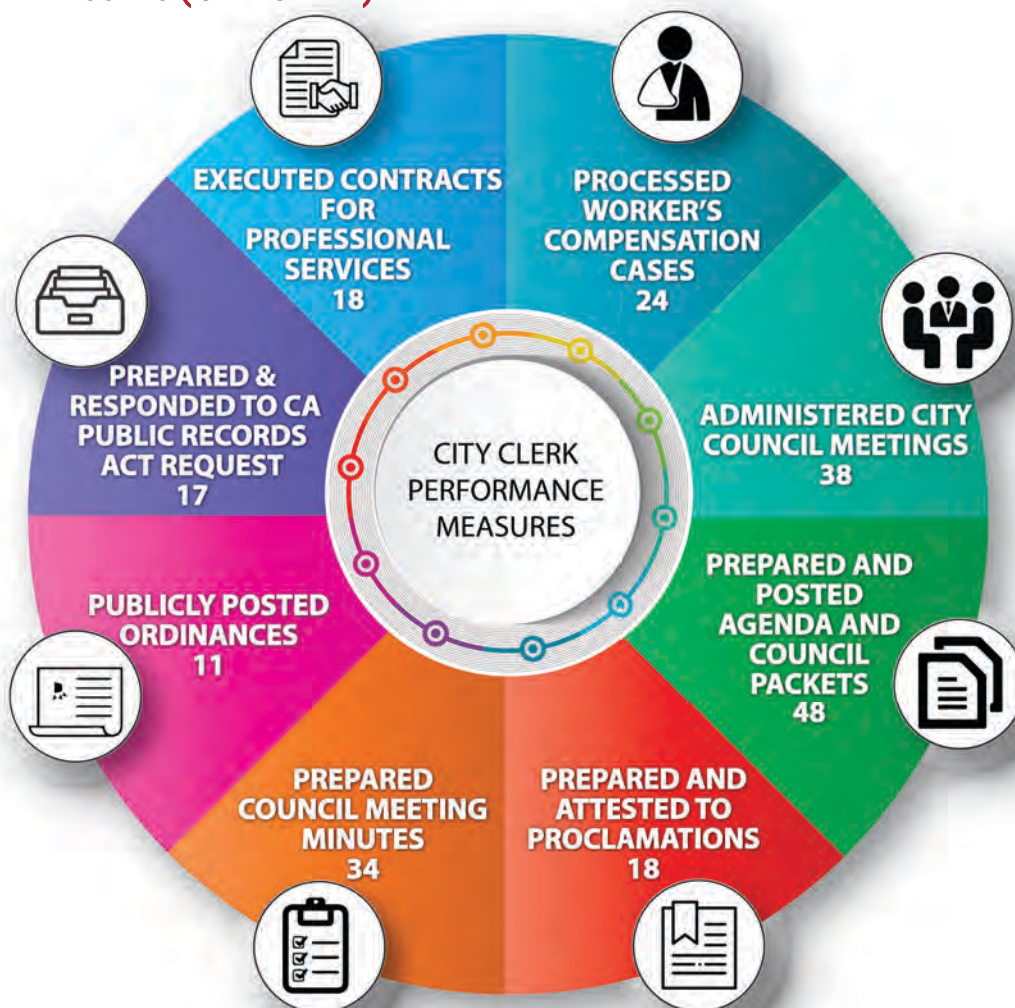 EXECUTED CONTRACTS
FOR
PROFESSIONAL
SERVICES
18
PROCESSED
WORKER'S
COMPENSATION
CASES
24
ADMINISTERED CITY
COUNCIL MEETINGS
38
PREPARED AND
POSTED
AGENDA AND
COUNCIL
PACKETS
48
PREPARED AND
ATTESTED TO
PROCLAMATIONS
18
PREPARED
COUNCIL MEETING
MINUTES
34
PUBLICLY POSTED
ORDINANCES
11
PREPARED &
RESPONDED TO CA
PUBLIC RECORDS
ACT REQUEST
17
CITY CLERK
PERFORMANCE
MEASURES